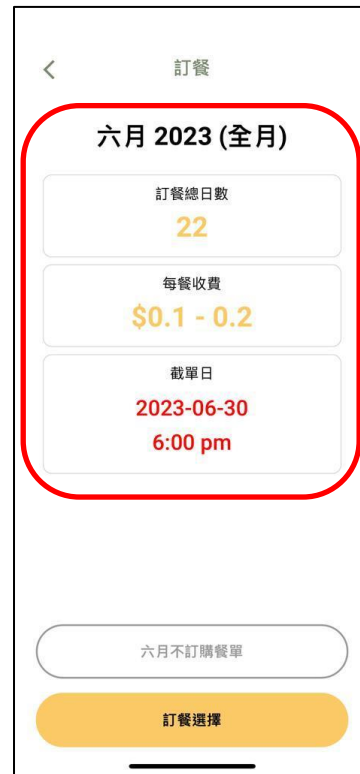 訂餐
六月 2023 (全月)
訂餐總日數
22
每餐收費
$0.1 - 0.2
截單日
2023-06-30
6:00 pm
六月不訂購餐單
訂餐選擇